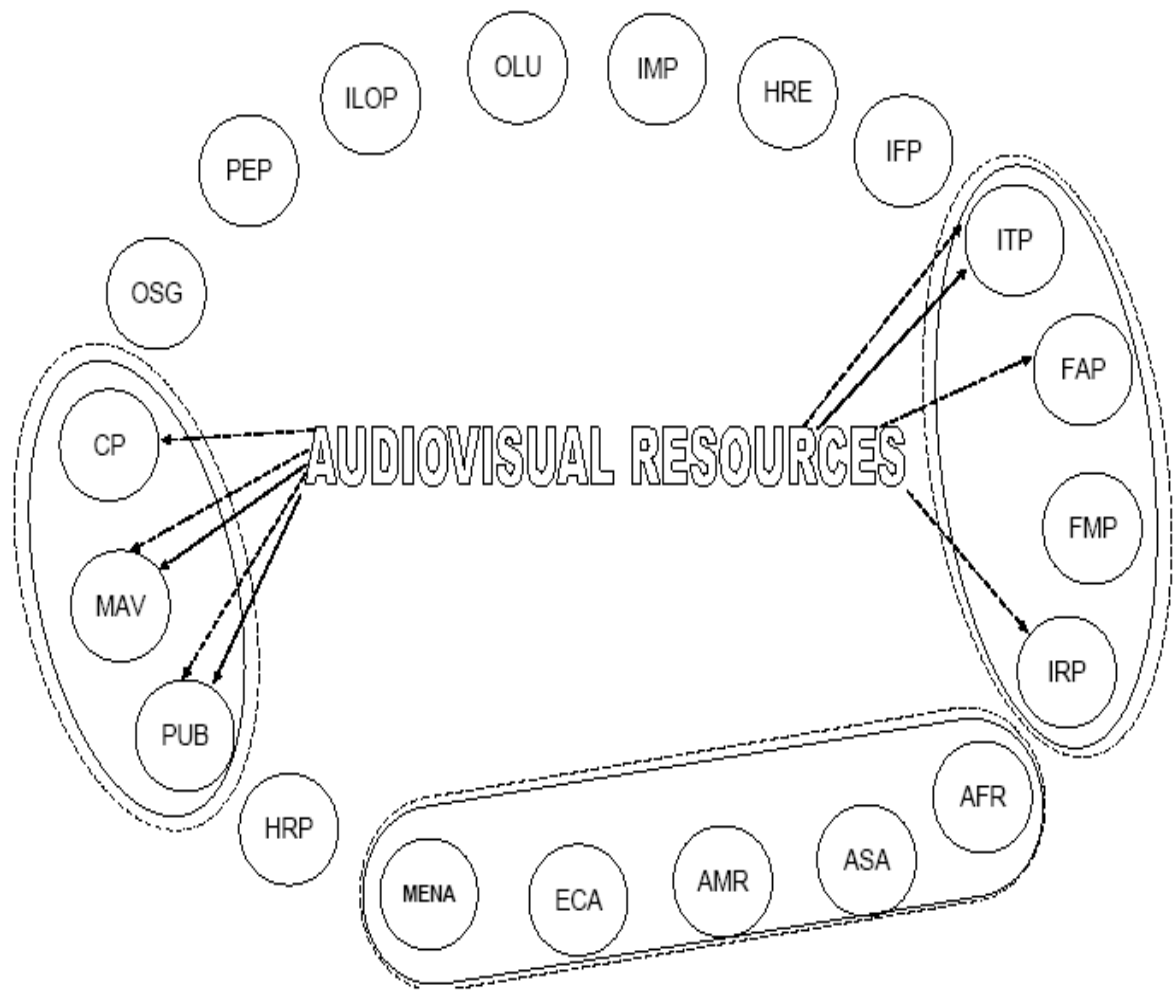 OLU
IMP
HRE
ILOP
IFP
PEP
ITP
OSG
FAP
CP
AUDIOVISUAL RESOURCES
FMP
MAV
IRP
PUB
AFR
HRP
ASA
AMR
MENA
ECA